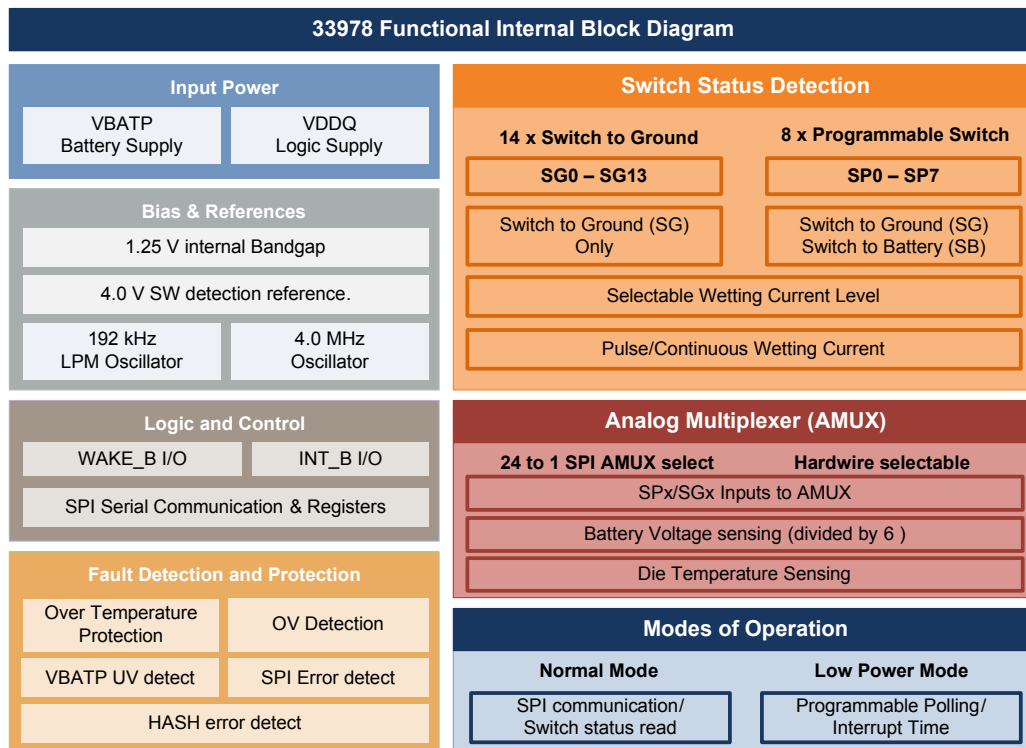 33978 Functional Internal Block Diagram
Input Power
VBATP
Battery Supply
VDDQ
Logic Supply
Bias & References
1.25 V internal Bandgap
4.0 V SW detection reference.
192 kHz
LPM Oscillator
4.0 MHz
Oscillator
Logic and Control
WAKE_B I/O
INT_B I/O
SPI Serial Communication & Registers
Fault Detection and Protection
Over Temperature
Protection
OV Detection
VBATP UV detect
SPI Error detect
HASH error detect
Switch Status Detection
14 x Switch to Ground
8 x Programmable Switch
SG0 – SG13
SP0 – SP7
Switch to Ground (SG)
Only
Switch to Ground (SG)
Switch to Battery (SB)
Selectable Wetting Current Level
Pulse/Continuous Wetting Current
Analog Multiplexer (AMUX)
24 to 1 SPI AMUX select
Hardwire selectable
SPx/SGx Inputs to AMUX
Battery Voltage sensing (divided by 6 )
Die Temperature Sensing
Modes of Operation
Normal Mode
Low Power Mode
SPI communication/
Switch status read
Programmable Polling/
Interrupt Time